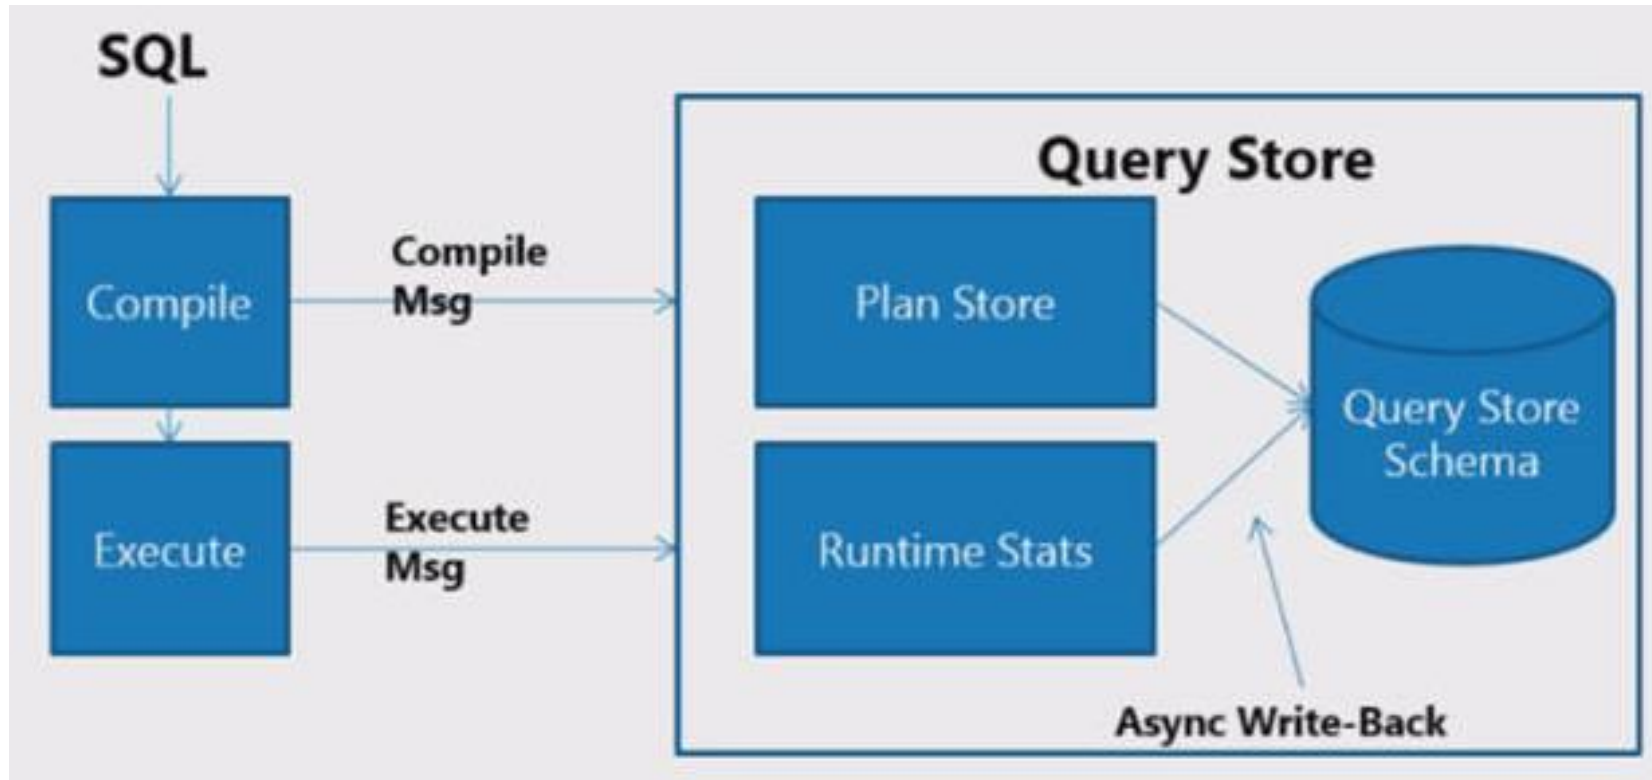 SQL
Query Store
Compile
Compile
Msg
Plan Store
Query Store
Schema
Execute
Execute
Msg
Runtime Stats
Async Write-Back